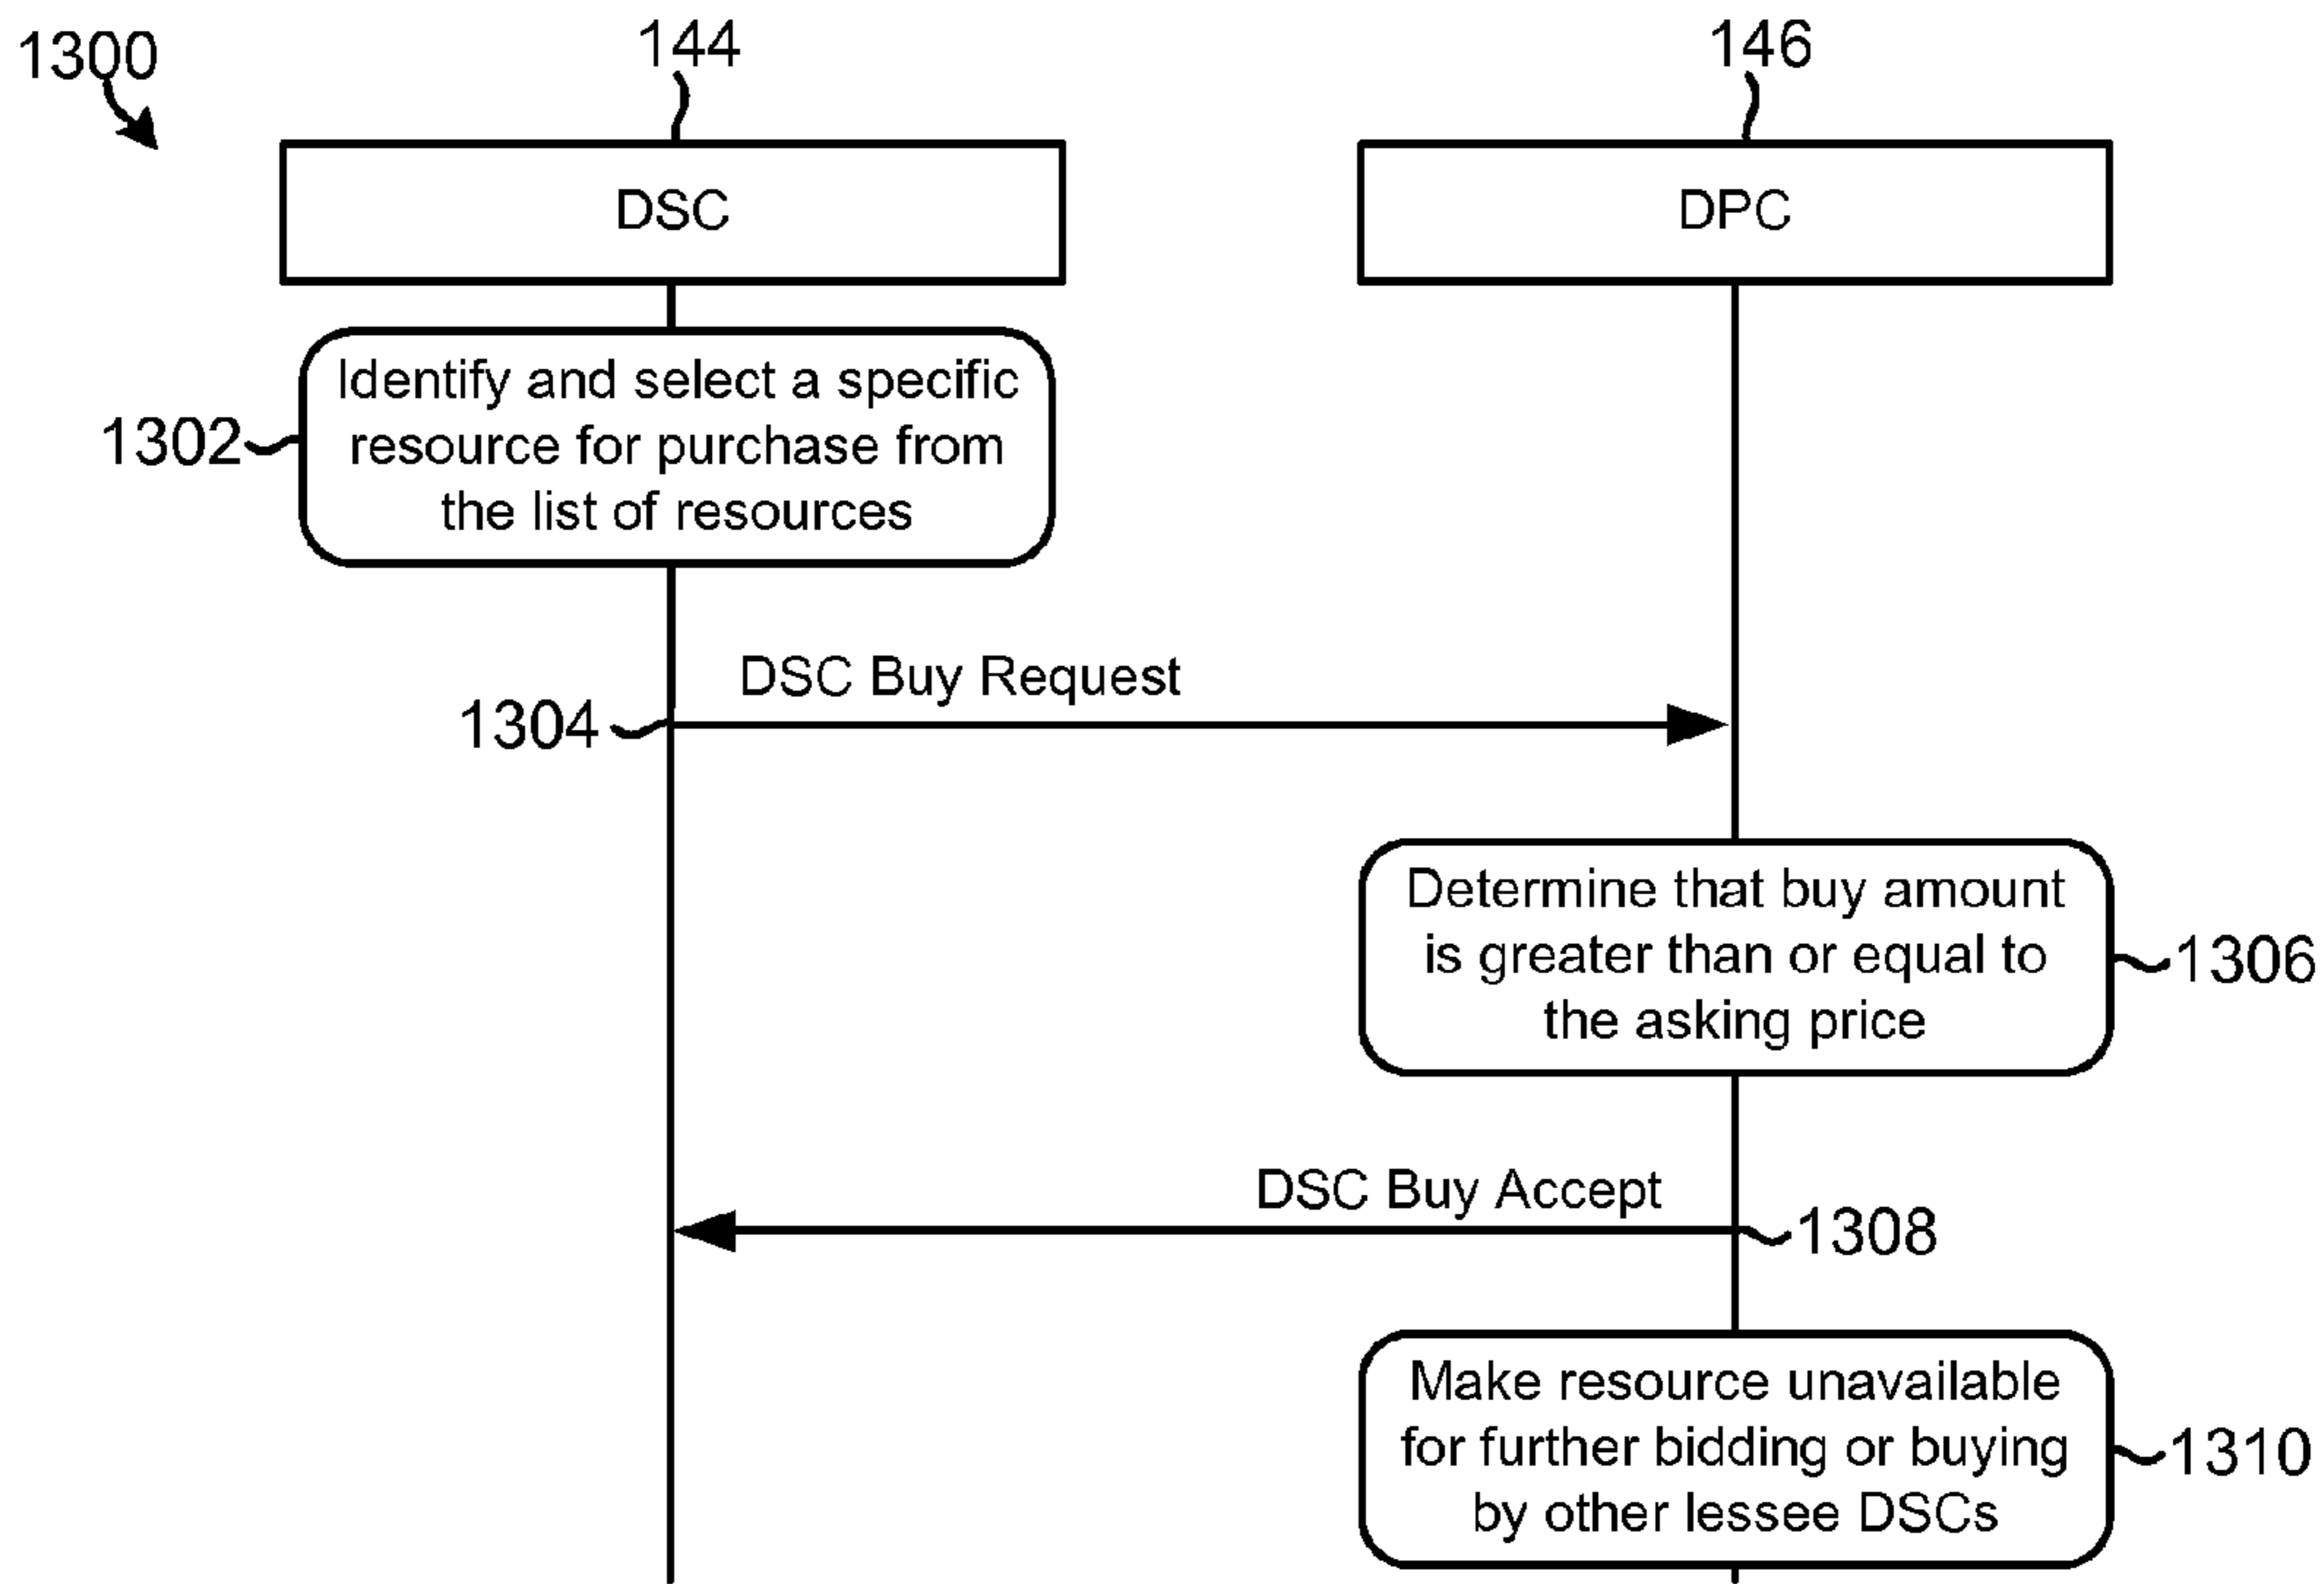 1300
144
146
DSC
DPC
Identify and select a specific
resource for purchase from
the list of resources
1302
DSC Buy Request
1304
Determine that buy amount
is greater than or equal to
the asking price
1306
DSC Buy Accept
1308
Make resource unavailable
for further bidding or buying
by other lessee DSCs
1310